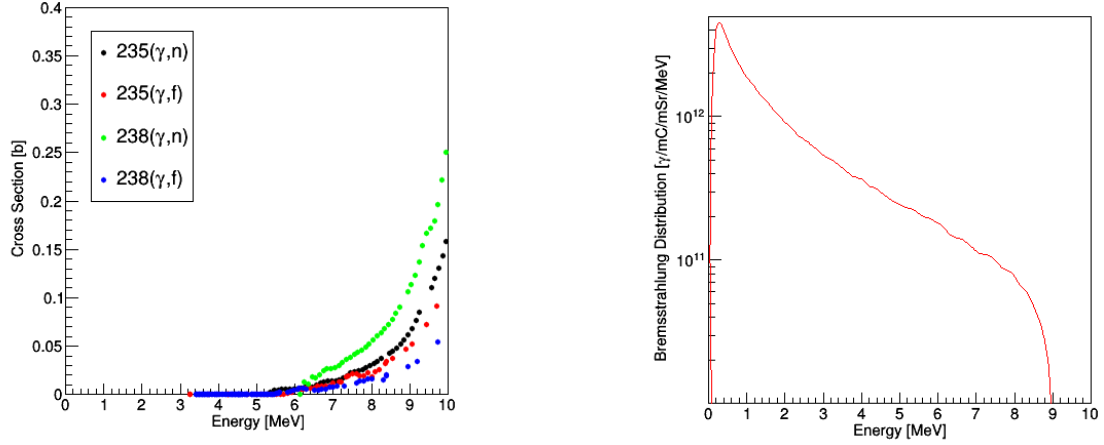 0.4
0.35
0.3
0.25
0.2
0.15
0.1
0.05
0
Cross Section [b]
235(γ,n)
235(γ,f)
238(γ,n)
238(γ,f)
0 1 2 3 4 5 6 7 8 9 10
Energy [MeV]
Bremsstrahlung Distribution [γ/mC/mSr/MeV]
10¹²
10¹¹
0 1 2 3 4 5 6 7 8 9 10
Energy [MeV]